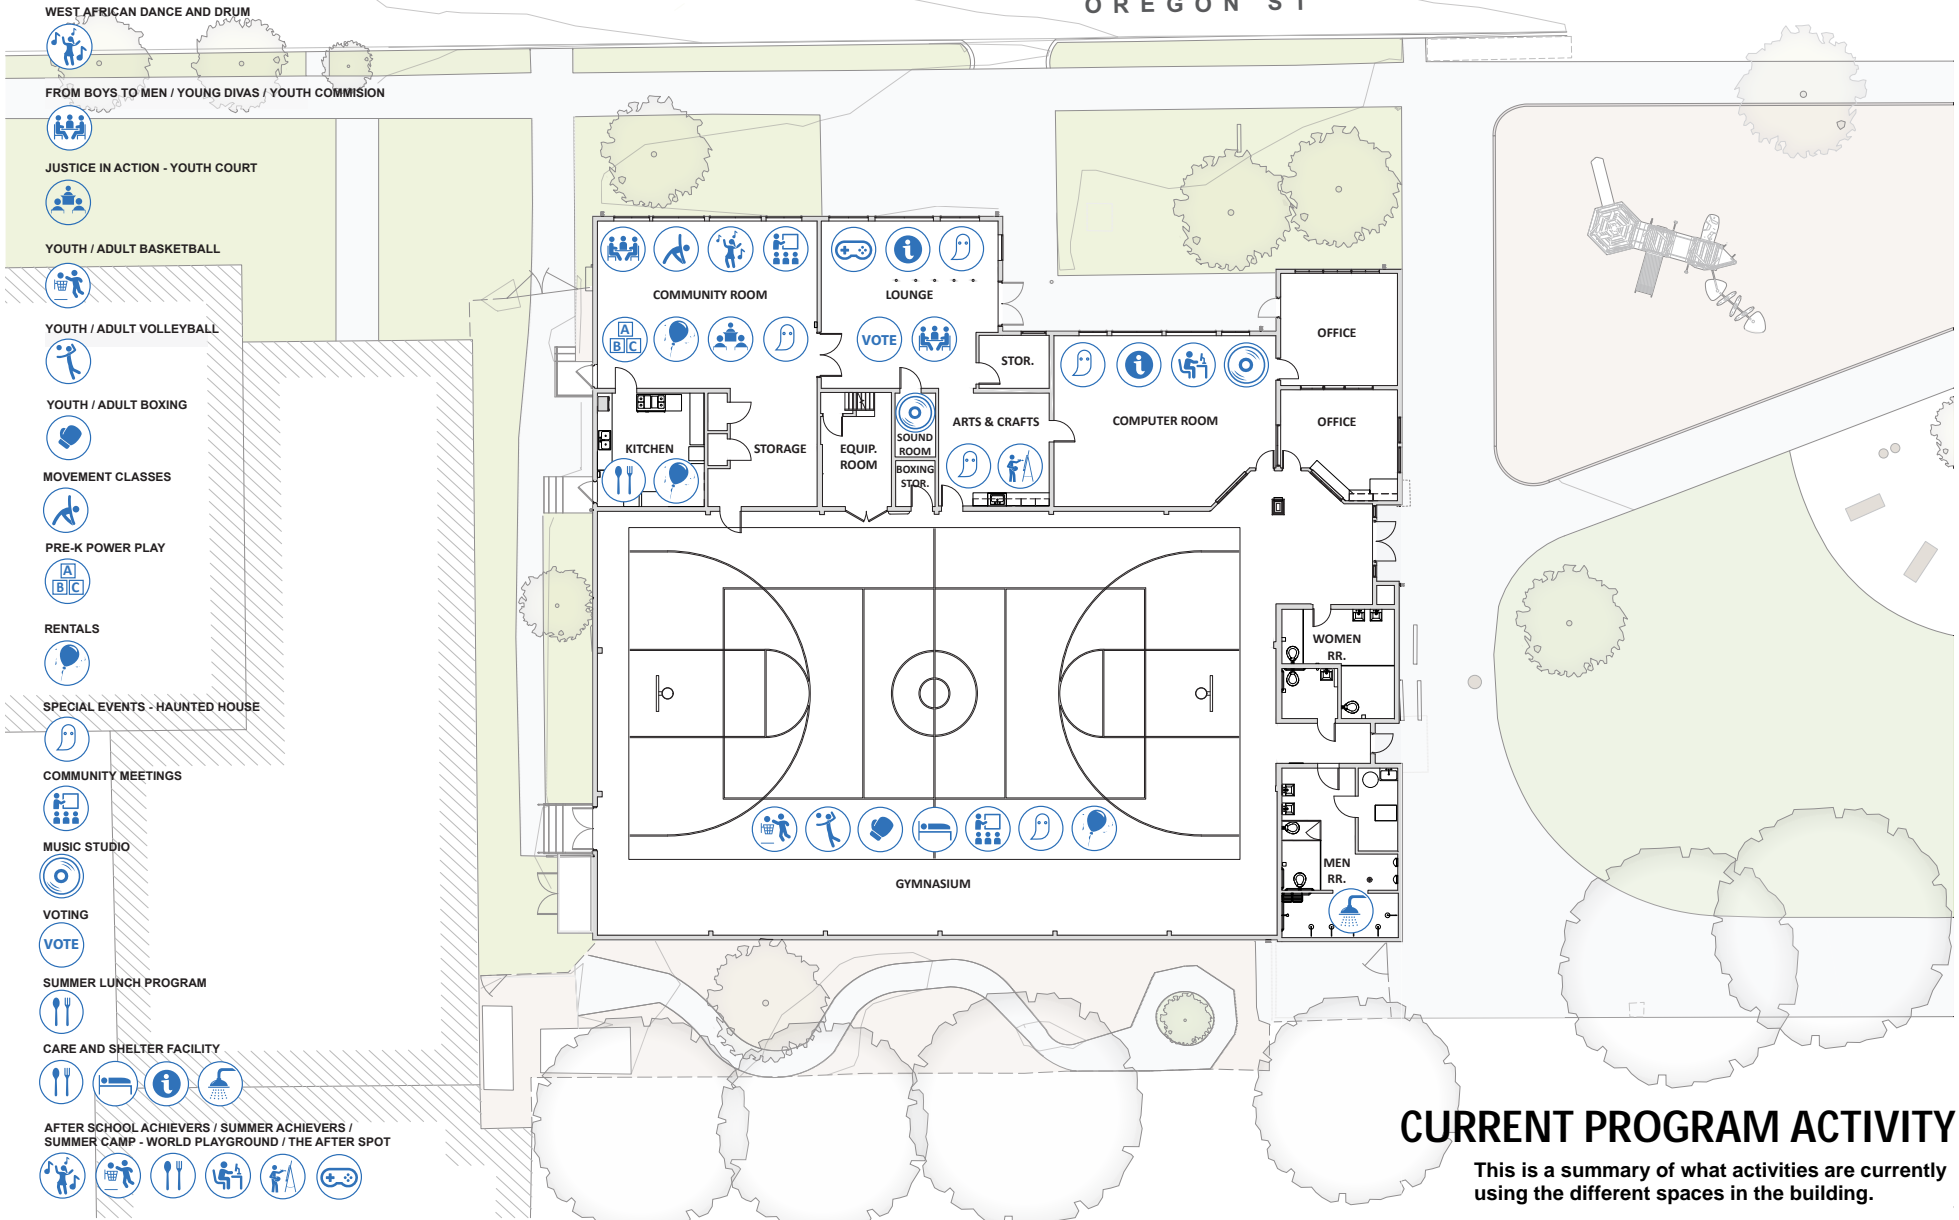 OREGON ST
WEST AFRICAN DANCE AND DRUM
FROM BOYS TO MEN / YOUNG DIVAS / YOUTH COMMISION
JUSTICE IN ACTION - YOUTH COURT
YOUTH / ADULT BASKETBALL
YOUTH / ADULT VOLLEYBALL
YOUTH / ADULT BOXING
MOVEMENT CLASSES
PRE-K POWER PLAY
A
B C
RENTALS
SPECIAL EVENTS - HAUNTED HOUSE
COMMUNITY MEETINGS
MUSIC STUDIO
VOTING
VOTE
SUMMER LUNCH PROGRAM
CARE AND SHELTER FACILITY
i
AFTER SCHOOL ACHIEVERS / SUMMER ACHIEVERS /
SUMMER CAMP - WORLD PLAYGROUND / THE AFTER SPOT
COMMUNITY ROOM
A
B C
i
LOUNGE
VOTE
STOR.
i
COMPUTER ROOM
OFFICE
OFFICE
KITCHEN
STORAGE
EQUIP.
ROOM
SOUND
ROOM
BOXING
STOR.
ARTS & CRAFTS
WOMEN
RR.
MEN
RR.
GYMNASIUM
CURRENT PROGRAM ACTIVITY
This is a summary of what activities are currently
using the different spaces in the building.